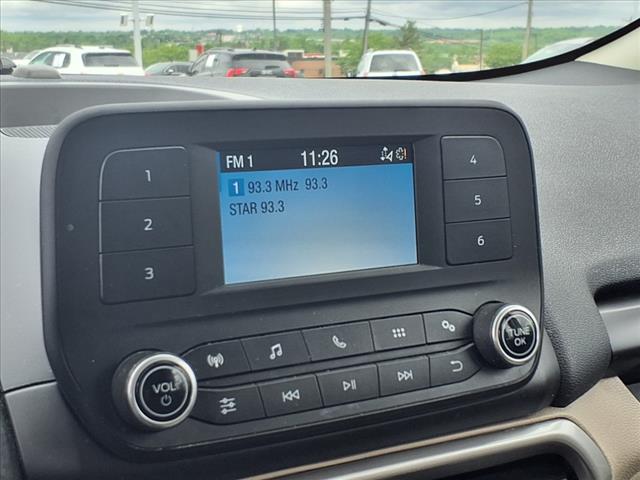 FM 1 11:26
1 93.3 MHz 93.3
STAR 93.3
1
2
3
4
5
6
VOL
TUNE
OK